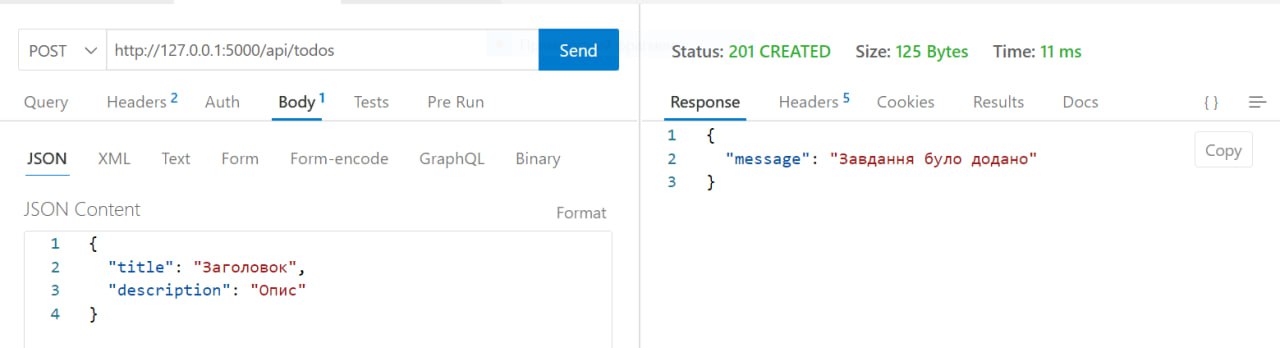 POST http://127.0.0.1:5000/api/todos Send
Query Headers 2 Auth Body 1 Tests Pre Run
JSON XML Text Form Form-encode GraphQL Binary
JSON Content Format
1 {
2 "title": "Заголовок",
3 "description": "Опис"
4 }
Status: 201 CREATED Size: 125 Bytes Time: 11 ms
Response Headers 5 Cookies Results Docs { }
1 {
2 "message": "Завдання було додано"
3 }
Copy